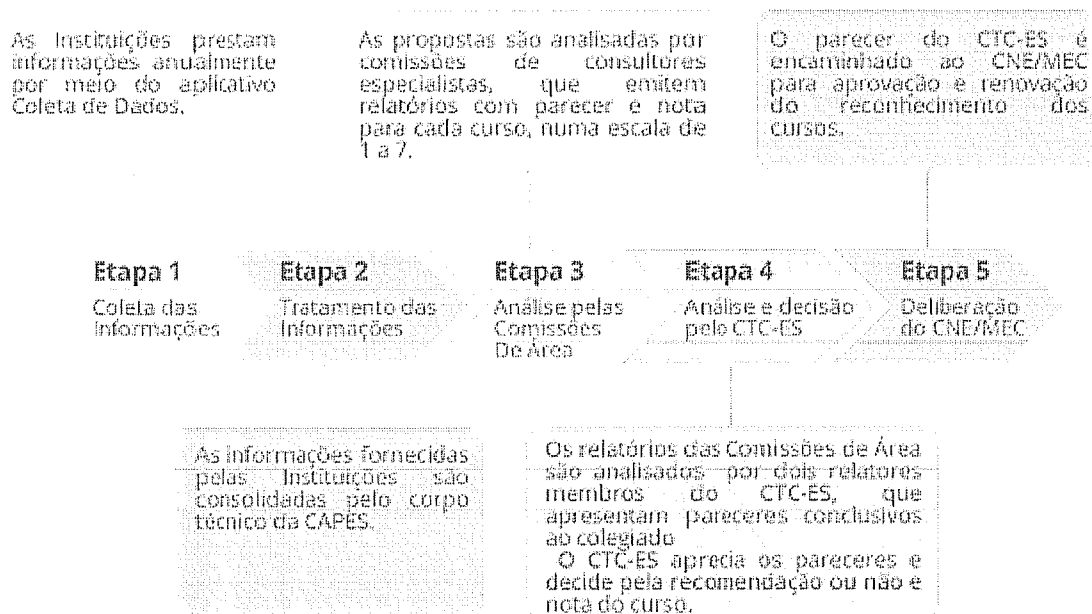 As Instituições prestam
informações anualmente
por meio do aplicativo
Coleta de Dados.
As propostas são analisadas por
comissões de consultores
especialistas, que emitem
relatórios com parecer e nota
para cada curso, numa escala de
1 a 7.
O parecer do CTC-ES é
encaminhado ao CNE/MEC
para aprovação e renovação
do reconhecimento dos
cursos.
Etapa 1
Coleta das
Informações
Etapa 2
Tratamento das
Informações
Etapa 3
Análise pelas
Comissões
De Área
Etapa 4
Análise e decisão
pelo CTC-ES
Etapa 5
Deliberação
do CNE/MEC
As informações fornecidas
pelas Instituições são
consolidadas pelo corpo
técnico da CAPES.
Os relatórios das Comissões de Área
são analisados por dois relatores
membros do CTC-ES, que
apresentam pareceres conclusivos
ao colegiado
O CTC-ES aprecia os pareceres e
decide pela recomendação ou não e
nota do curso.